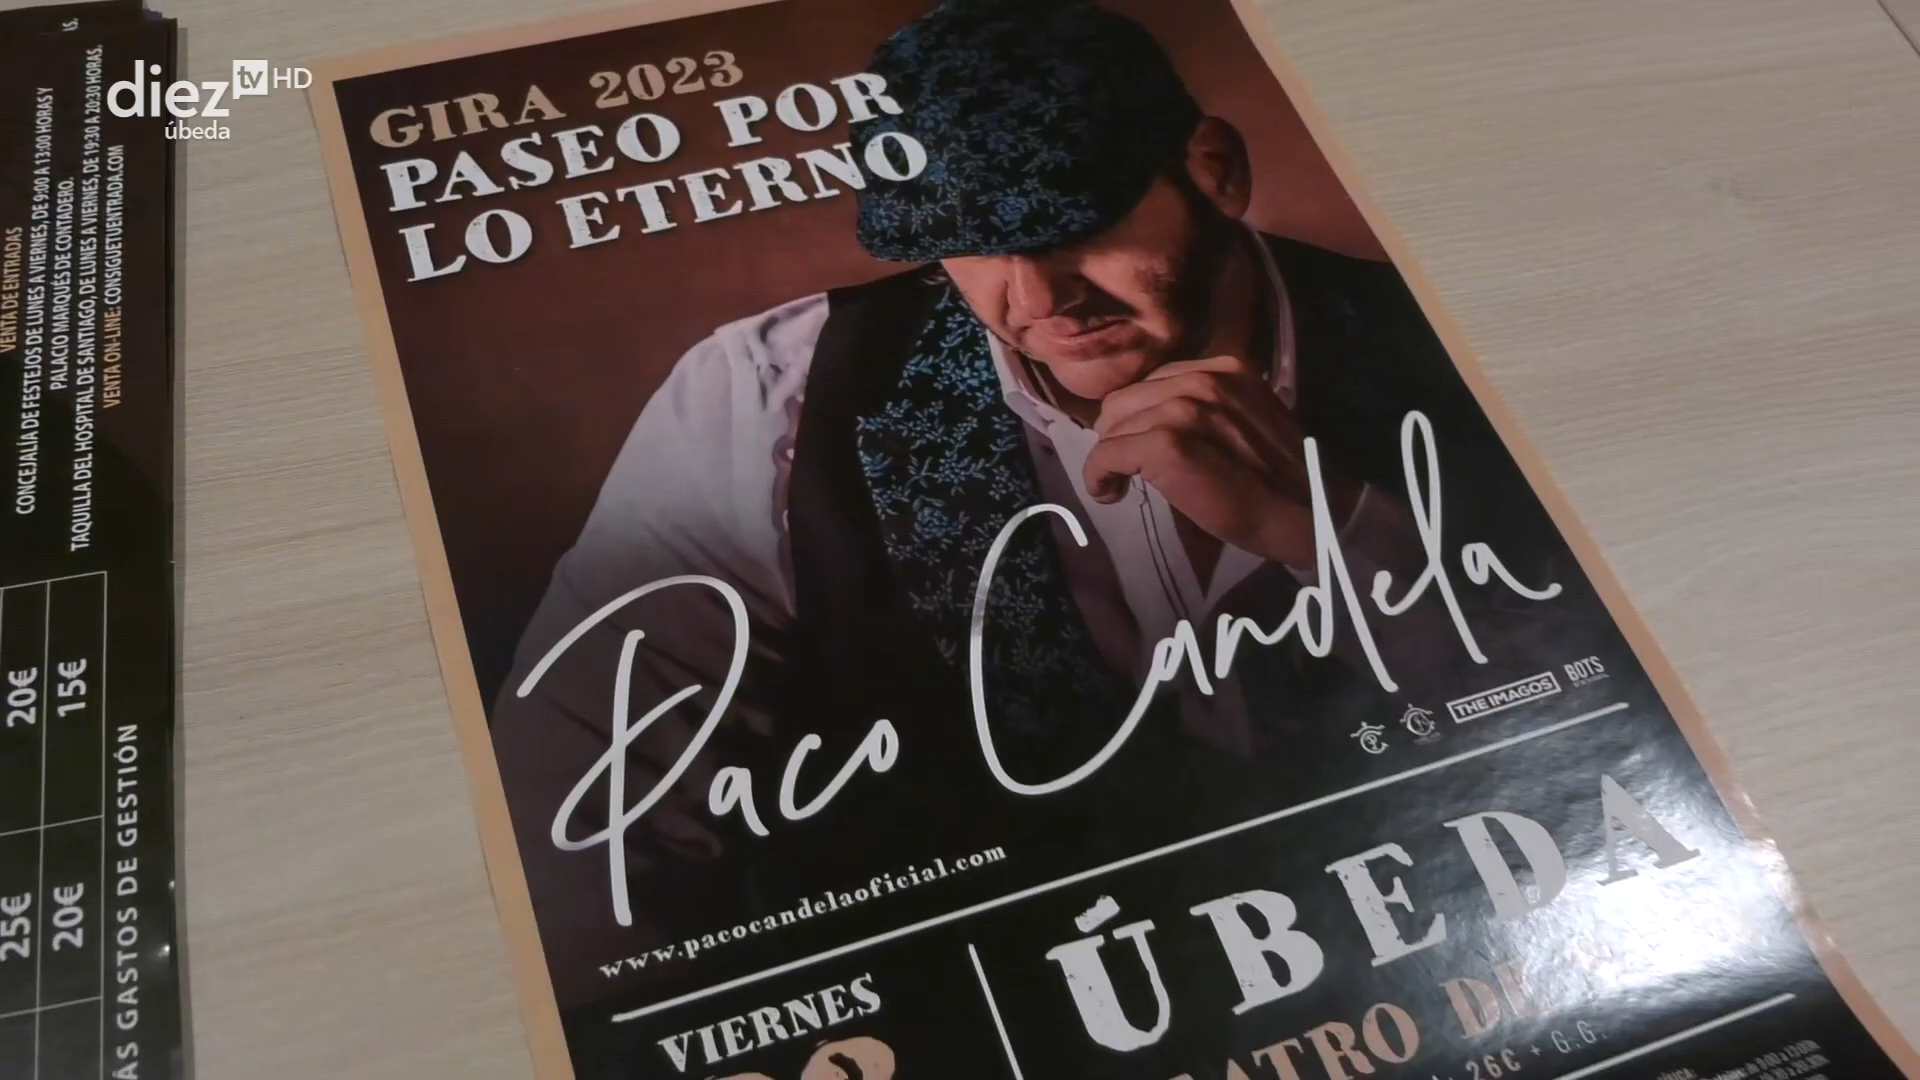 diez tv HD
úbeda
VENTA DE ENTRADAS
CONCEJALÍA DE FESTEJOS DE LUNES A VIERNES, DE 9:00 A 13:00 HORAS Y
PALACIO MARQUÉS DE CONTADERO.
TAQUILLA DEL HOSPITAL DE SANTIAGO, DE LUNES A VIERNES, DE 19:30 A 20:30 HORAS.
VENTA ON-LINE: CONSIGUETUENTRADA.COM
25€ 20€
20€ 15€
ÁS GASTOS DE GESTIÓN
GIRA 2023
PASEO POR
LO ETERNO
Paco Candela
THE IMAGOS
BOTS
www.pacocandelaoficial.com
VIERNES
ÚBEDA
26€ + G.G.